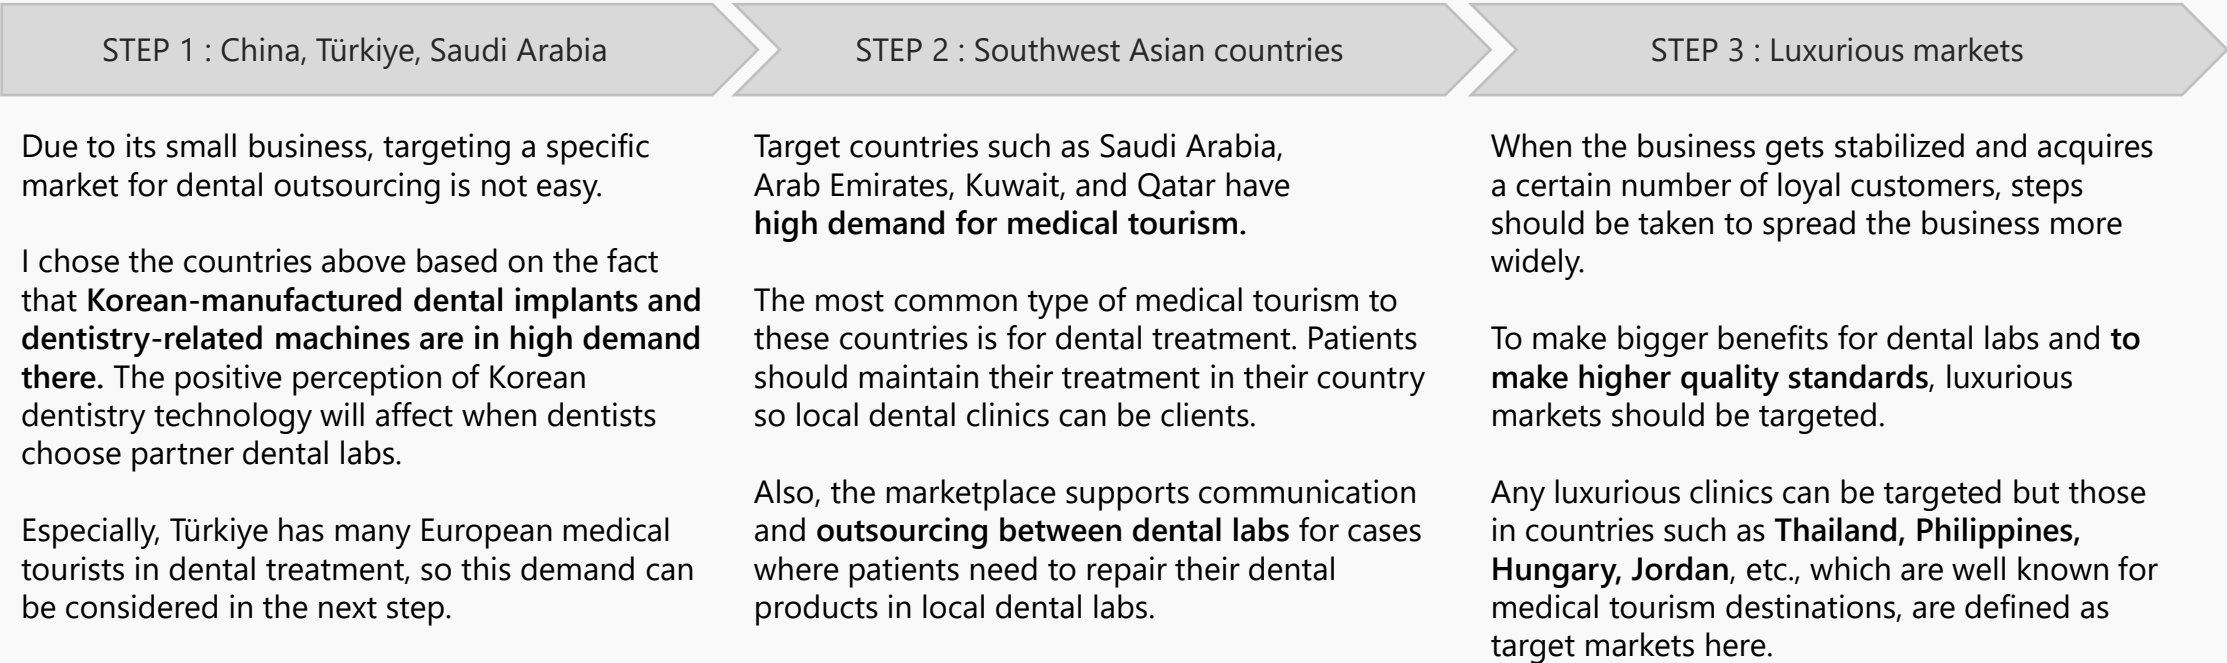 STEP 1 : China, Türkiye, Saudi Arabia
STEP 2 : Southwest Asian countries
STEP 3 : Luxurious markets
Due to its small business, targeting a specific
market for dental outsourcing is not easy.
I chose the countries above based on the fact
that Korean-manufactured dental implants and
dentistry-related machines are in high demand
there. The positive perception of Korean
dentistry technology will affect when dentists
choose partner dental labs.
Especially, Türkiye has many European medical
tourists in dental treatment, so this demand can
be considered in the next step.
Target countries such as Saudi Arabia,
Arab Emirates, Kuwait, and Qatar have
high demand for medical tourism.
The most common type of medical tourism to
these countries is for dental treatment. Patients
should maintain their treatment in their country
so local dental clinics can be clients.
Also, the marketplace supports communication
and outsourcing between dental labs for cases
where patients need to repair their dental
products in local dental labs.
When the business gets stabilized and acquires
a certain number of loyal customers, steps
should be taken to spread the business more
widely.
To make bigger benefits for dental labs and to
make higher quality standards, luxurious
markets should be targeted.
Any luxurious clinics can be targeted but those
in countries such as Thailand, Philippines,
Hungary, Jordan, etc., which are well known for
medical tourism destinations, are defined as
target markets here.